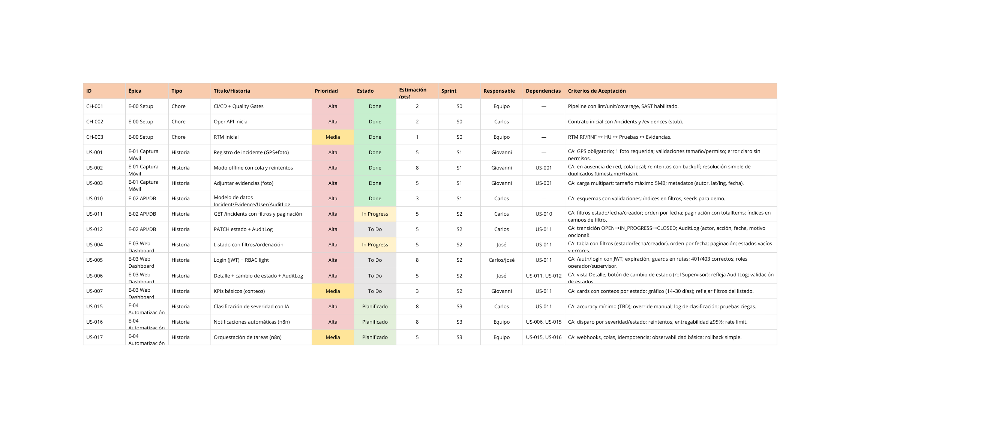 ID Épica Tipo Título/Historia Prioridad Estado Estimación (pts) Sprint Responsable Dependencias Criterios de Aceptación
CH-001 E-00 Setup Chore CI/CD + Quality Gates Alta Done 2 S0 Equipo — Pipeline con lint/unit/coverage, SAST habilitado.
CH-002 E-00 Setup Chore OpenAPI inicial Alta Done 2 S0 Carlos — Contrato inicial con /incidents y /evidences (stub).
CH-003 E-00 Setup Chore RTM inicial Media Done 1 S0 Equipo — RTM RF/RNF ↔ HU ↔ Pruebas ↔ Evidencias.
US-001 E-01 Captura Móvil Historia Registro de incidente (GPS+foto) Alta Done 5 S1 Giovanni — CA: GPS obligatorio; 1 foto requerida; validaciones tamaño/permiso; error claro sin permisos.
US-002 E-01 Captura Móvil Historia Modo offline con cola y reintentos Alta Done 8 S1 Giovanni US-001 CA: en ausencia de red, cola local; reintentos con backoff; resolución simple de duplicados (timestamp+hash).
US-003 E-01 Captura Móvil Historia Adjuntar evidencias (foto) Alta Done 5 S1 Giovanni US-001 CA: carga multipart; tamaño máximo 5MB; metadatos (autor, lat/lng, fecha).
US-010 E-02 API/DB Historia Modelo de datos Incident/Evidence/User/AuditLog Alta Done 3 S1 Carlos — CA: esquemas con validaciones; índices en filtros; seeds para demo.
US-011 E-02 API/DB Historia GET /incidents con filtros y paginación Alta In Progress 5 S2 Carlos US-010 CA: filtros estado/fecha/creador; orden por fecha; paginación con totalItems; índices en campos de filtro.
US-012 E-02 API/DB Historia PATCH estado + AuditLog Alta To Do 5 S2 Carlos US-011 CA: transición OPEN→IN_PROGRESS→CLOSED; AuditLog (actor, acción, fecha, motivo opcional).
US-004 E-03 Web Dashboard Historia Listado con filtros/ordenación Alta In Progress 5 S2 José US-011 CA: tabla con filtros (estado/fecha/creador), orden por fecha; paginación; estados vacíos y errores.
US-005 E-03 Web Dashboard Historia Login (JWT) + RBAC light Alta To Do 8 S2 Carlos/José US-011 CA: /auth/login con JWT; expiración; guards en rutas; 401/403 correctos; roles operador/supervisor.
US-006 E-03 Web Dashboard Historia Detalle + cambio de estado + AuditLog Alta To Do 5 S2 José US-011, US-012 CA: vista Detalle; botón de cambio de estado (rol Supervisor); refleja AuditLog; validación de estados.
US-007 E-03 Web Dashboard Historia KPIs básicos (conteos) Media To Do 3 S2 Giovanni US-011 CA: cards con conteos por estado; gráfico (14–30 días); reflejar filtros del listado.
US-015 E-04 Automatización Historia Clasificación de severidad con IA Alta Planificado 8 S3 Carlos US-011 CA: accuracy mínimo (TBD); override manual; log de clasificación; pruebas ciegas.
US-016 E-04 Automatización Historia Notificaciones automáticas (n8n) Alta Planificado 8 S3 Equipo US-006, US-015 CA: disparo por severidad/estado; reintentos; entregabilidad ≥95%; rate limit.
US-017 E-04 Automatización Historia Orquestación de tareas (n8n) Media Planificado 5 S3 Equipo US-015, US-016 CA: webhooks, colas, idempotencia; observabilidad básica; rollback simple.